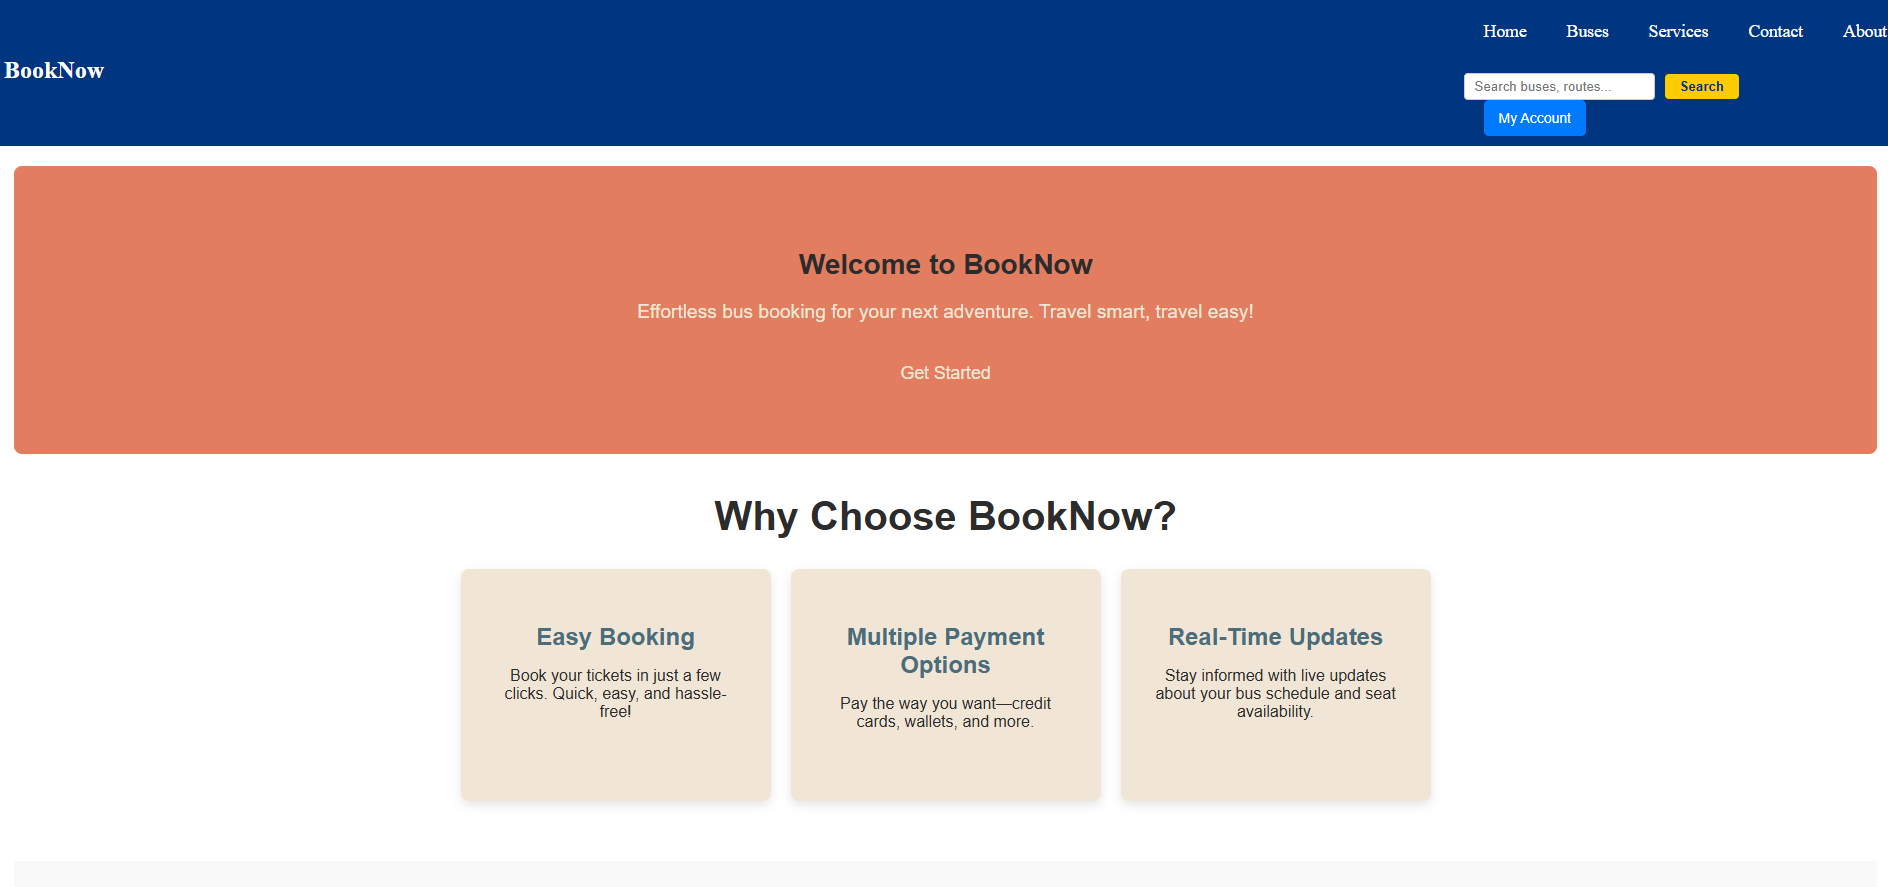 Home Buses Services Contact About
BookNow
Search buses, routes... Search
My Account
Welcome to BookNow
Effortless bus booking for your next adventure. Travel smart, travel easy!
Get Started
Why Choose BookNow?
Easy Booking
Book your tickets in just a few
clicks. Quick, easy, and hassle-
free!
Multiple Payment
Options
Pay the way you want—credit
cards, wallets, and more.
Real-Time Updates
Stay informed with live updates
about your bus schedule and seat
availability.